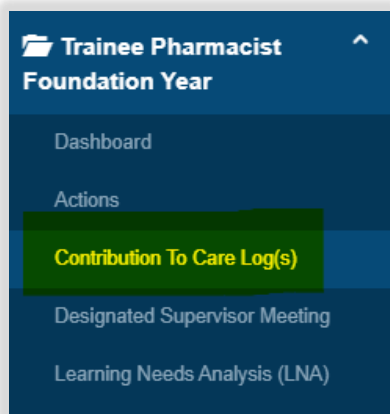 Trainee Pharmacist
Foundation Year
Dashboard
Actions
Contribution To Care Log(s)
Designated Supervisor Meeting
Learning Needs Analysis (LNA)